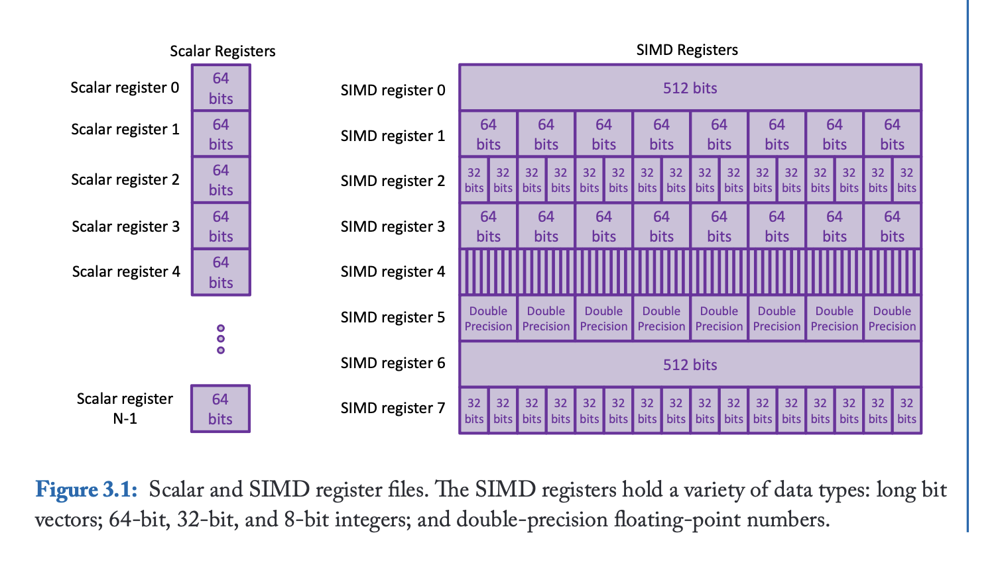 Scalar Registers
Scalar register 0
64
bits
Scalar register 1
64
bits
Scalar register 2
64
bits
Scalar register 3
64
bits
Scalar register 4
64
bits
Scalar register
N-1
64
bits
SIMD Registers
SIMD register 0
512 bits
SIMD register 1
64 64 64 64 64 64 64 64
bits bits bits bits bits bits bits bits
SIMD register 2
32 32 32 32 32 32 32 32 32 32 32 32 32 32 32 32
bits bits bits bits bits bits bits bits bits bits bits bits bits bits bits bits
SIMD register 3
64 64 64 64 64 64 64 64
bits bits bits bits bits bits bits bits
SIMD register 4
SIMD register 5
Double Double Double Double Double Double Double Double
Precision Precision Precision Precision Precision Precision Precision Precision
SIMD register 6
512 bits
SIMD register 7
32 32 32 32 32 32 32 32 32 32 32 32 32 32 32 32
bits bits bits bits bits bits bits bits bits bits bits bits bits bits bits bits
Figure 3.1: Scalar and SIMD register files. The SIMD registers hold a variety of data types: long bit
vectors; 64-bit, 32-bit, and 8-bit integers; and double-precision floating-point numbers.